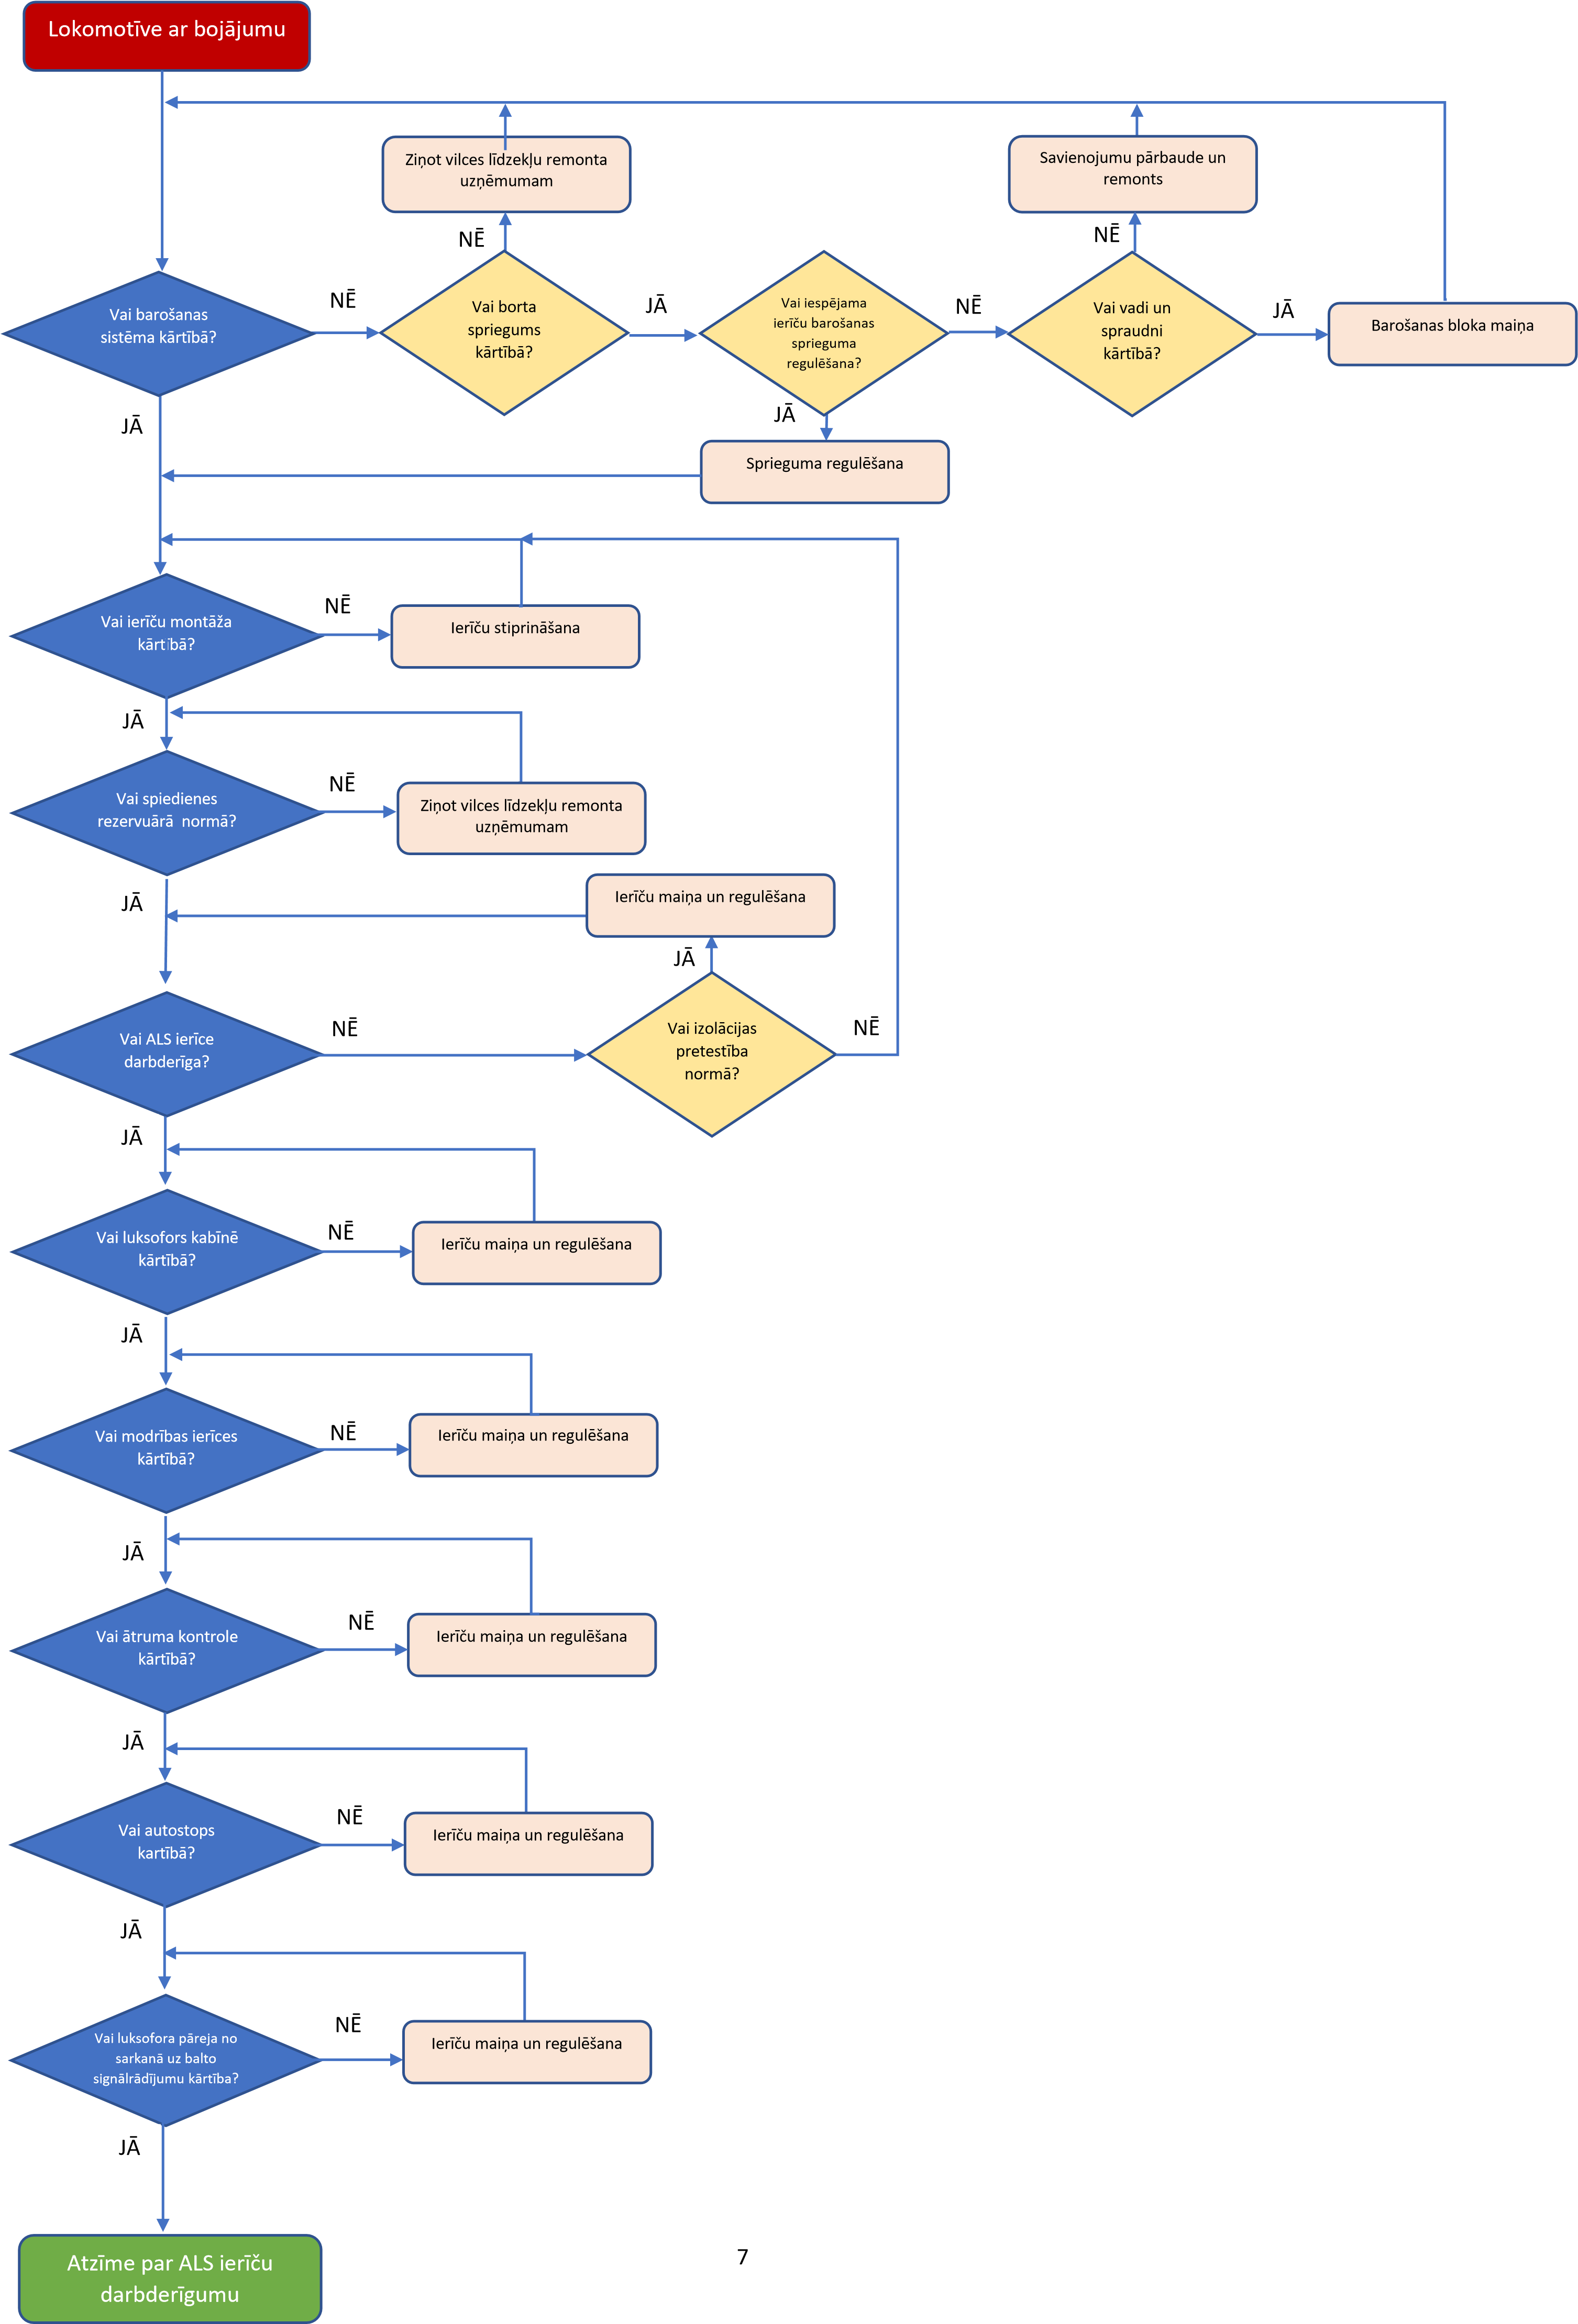 Lokomotīve ar bojājumu
Ziņot vilces līdzekļu remonta
uzņēmumam
Savienojumu pārbaude un
remonts
NĒ
NĒ
Vai barošanas
sistēma kārtībā?
NĒ
Vai borta
spriegums
kārtībā?
JĀ
Vai iespējama
ierīču barošanas
sprieguma
regulēšana?
NĒ
Vai vadi un
spraudni
kārtībā?
JĀ
Barošanas bloka maiņa
JĀ
JĀ
Sprieguma regulēšana
Vai ierīču montāža
kārtībā?
NĒ
Ierīču stiprināšana
JĀ
Vai spiedienes
rezervuārā  normā?
NĒ
Ziņot vilces līdzekļu remonta
uzņēmumam
JĀ
Ierīču maiņa un regulēšana
JĀ
Vai ALS ierīce
darbderīga?
NĒ
Vai izolācijas
pretestība
normā?
NĒ
JĀ
Vai luksofors kabīnē
kārtībā?
NĒ
Ierīču maiņa un regulēšana
JĀ
Vai modrības ierīces
kārtībā?
NĒ
Ierīču maiņa un regulēšana
JĀ
Vai ātruma kontrole
kārtībā?
NĒ
Ierīču maiņa un regulēšana
JĀ
Vai autostops
kartībā?
NĒ
Ierīču maiņa un regulēšana
JĀ
Vai luksofora pāreja no
sarkanā uz balto
signālrādījumu kārtība?
NĒ
Ierīču maiņa un regulēšana
JĀ
Atzīme par ALS ierīču
darbderīgumu
7